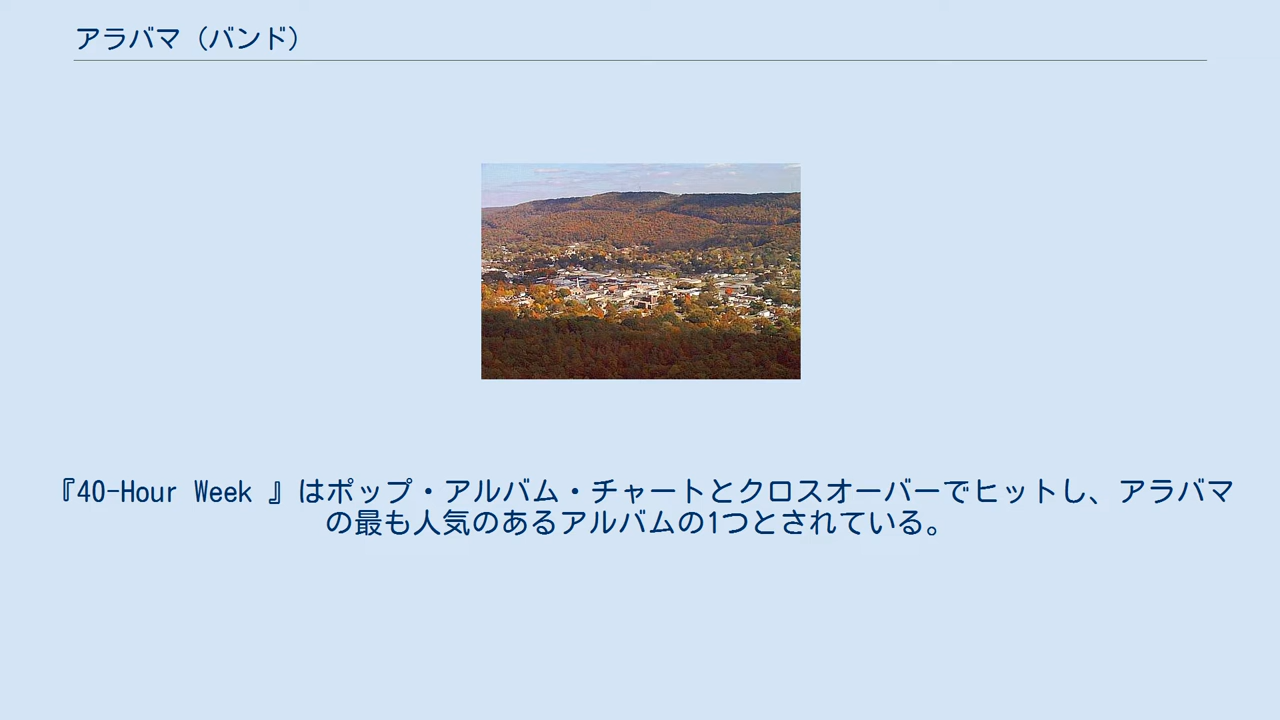 アラバマ（バンド）
『40-Hour Week 』はポップ・アルバム・チャートとクロスオーバーでヒットし、アラバマ
の最も人気のあるアルバムの1つとされている。